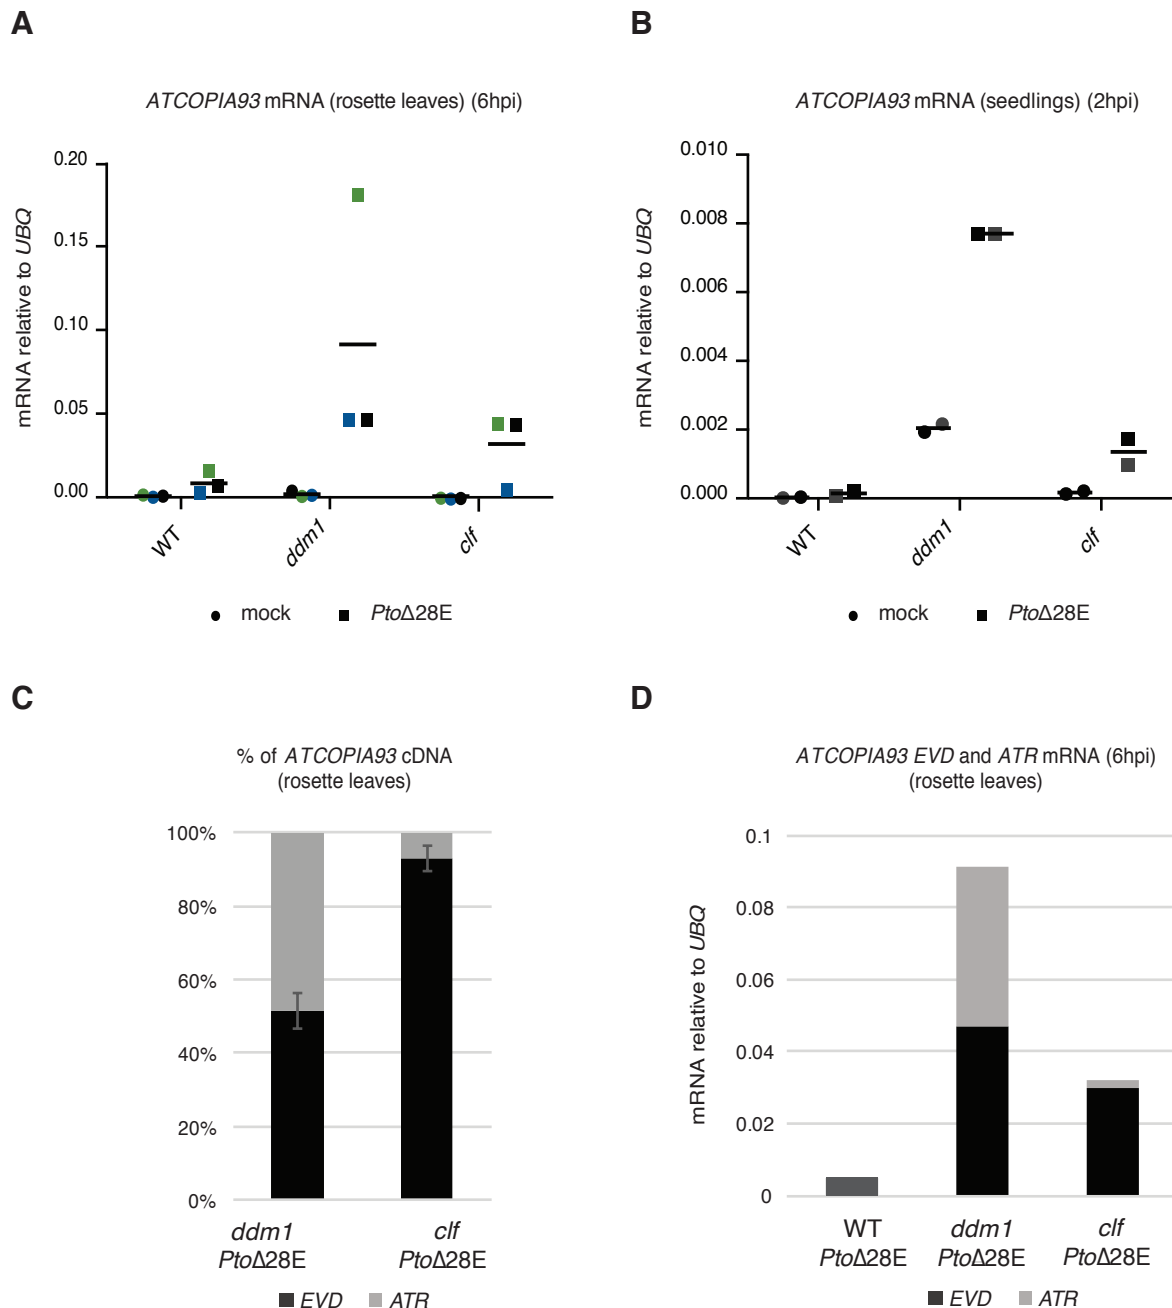 A
ATCOPIA93 mRNA (rosette leaves) (6hpi)
mRNA relative to UBQ
0.20
0.15
0.10
0.05
0.00
WT
ddm1
clf
mock
PtoΔ28E
B
ATCOPIA93 mRNA (seedlings) (2hpi)
mRNA relative to UBQ
0.010
0.008
0.006
0.004
0.002
0.000
WT
ddm1
clf
mock
PtoΔ28E
C
% of ATCOPIA93 cDNA
(rosette leaves)
100%
80%
60%
40%
20%
0%
ddm1
PtoΔ28E
clf
PtoΔ28E
EVD
ATR
D
ATCOPIA93 EVD and ATR mRNA (6hpi)
(rosette leaves)
mRNA relative to UBQ
0.1
0.08
0.06
0.04
0.02
0
WT
PtoΔ28E
ddm1
PtoΔ28E
clf
PtoΔ28E
EVD
ATR